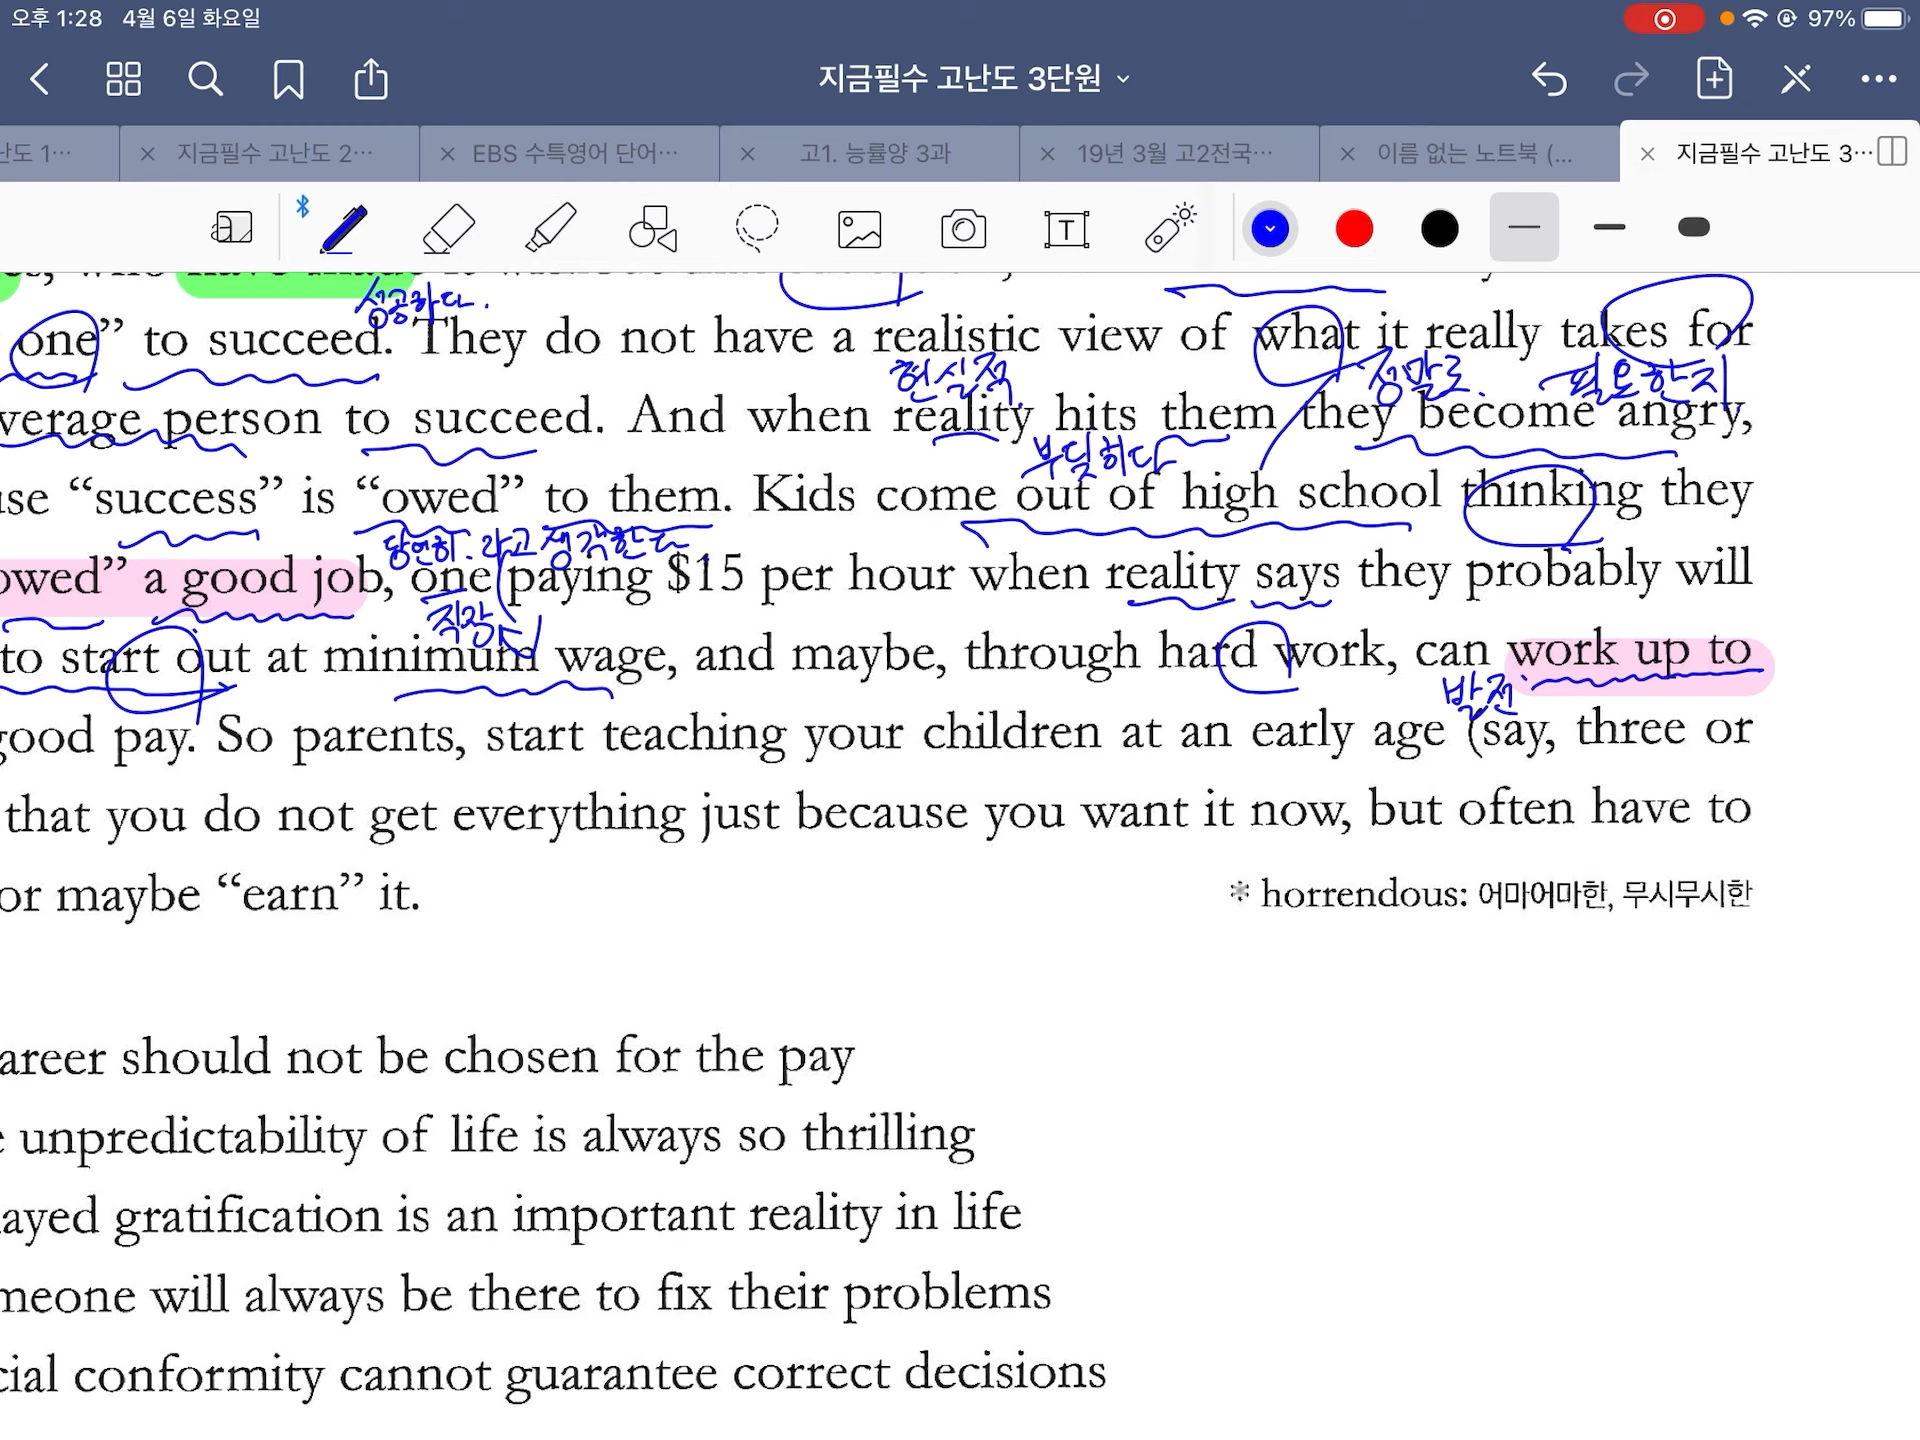 오후 1:28 4월 6일 화요일
97%
지금필수 고난도 3단원
난도 1…
지금필수 고난도 2…
EBS 수특영어 단어…
고1. 능률양 3과
19년 3월 고2전국…
이름 없는 노트북 (…
지금필수 고난도 3…
성공하다.
one” to succeed. They do not have a realistic view of what it really takes for
현실적 정말로. 필요한지
verage person to succeed. And when reality hits them they become angry,
부딪히다
use “success” is “owed” to them. Kids come out of high school thinking they
당연히. 라고 생각한다
owed” a good job, one paying $15 per hour when reality says they probably will
직장
to start out at minimum wage, and maybe, through hard work, can work up to
발전
good pay. So parents, start teaching your children at an early age (say, three or
that you do not get everything just because you want it now, but often have to
or maybe “earn” it.
* horrendous: 어마어마한, 무시무시한
areer should not be chosen for the pay
e unpredictability of life is always so thrilling
layed gratification is an important reality in life
meone will always be there to fix their problems
cial conformity cannot guarantee correct decisions